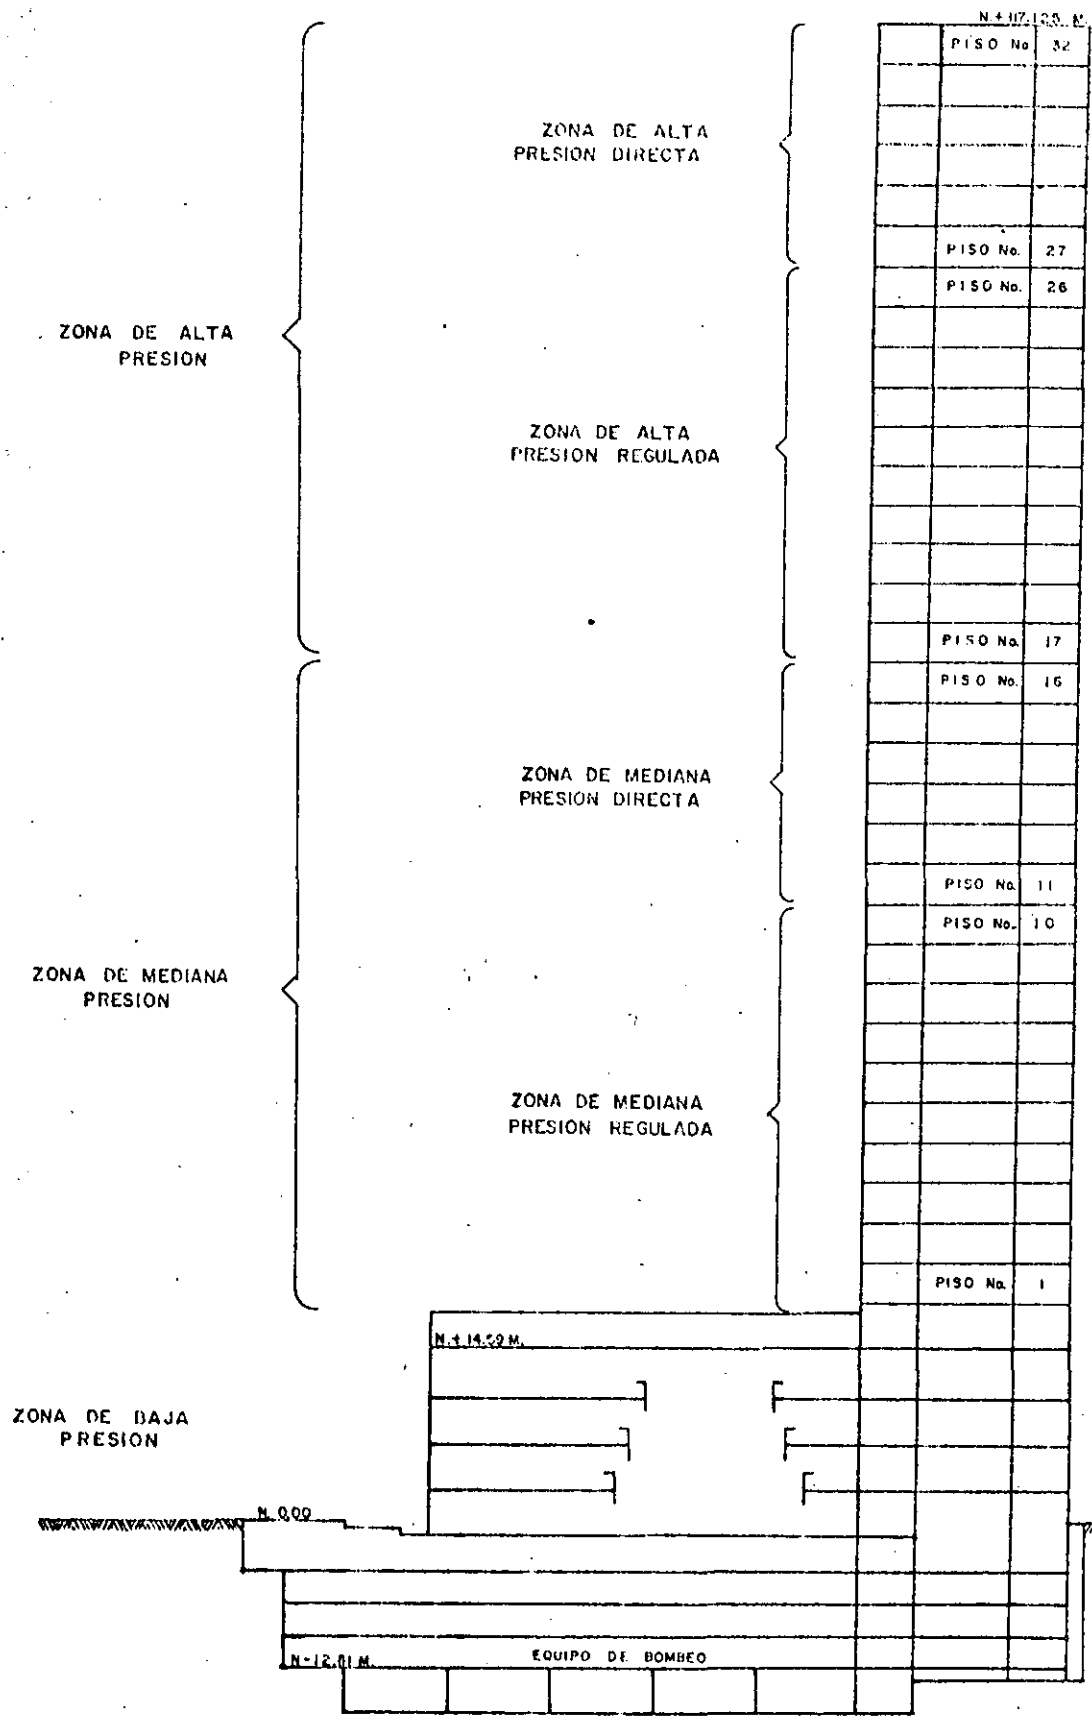 PISO No 32
ZONA DE ALTA
PRESION DIRECTA
PISO No. 27
PISO No. 26
ZONA DE ALTA
PRESION
ZONA DE ALTA
PRESION REGULADA
PISO No. 17
PISO No. 16
ZONA DE MEDIANA
PRESION DIRECTA
PISO No. 11
PISO No. 10
ZONA DE MEDIANA
PRESION
ZONA DE MEDIANA
PRESION REGULADA
PISO No. 1
ZONA DE BAJA
PRESION
N. 0.00
N-12.81 M.
EQUIPO DE BOMBEO